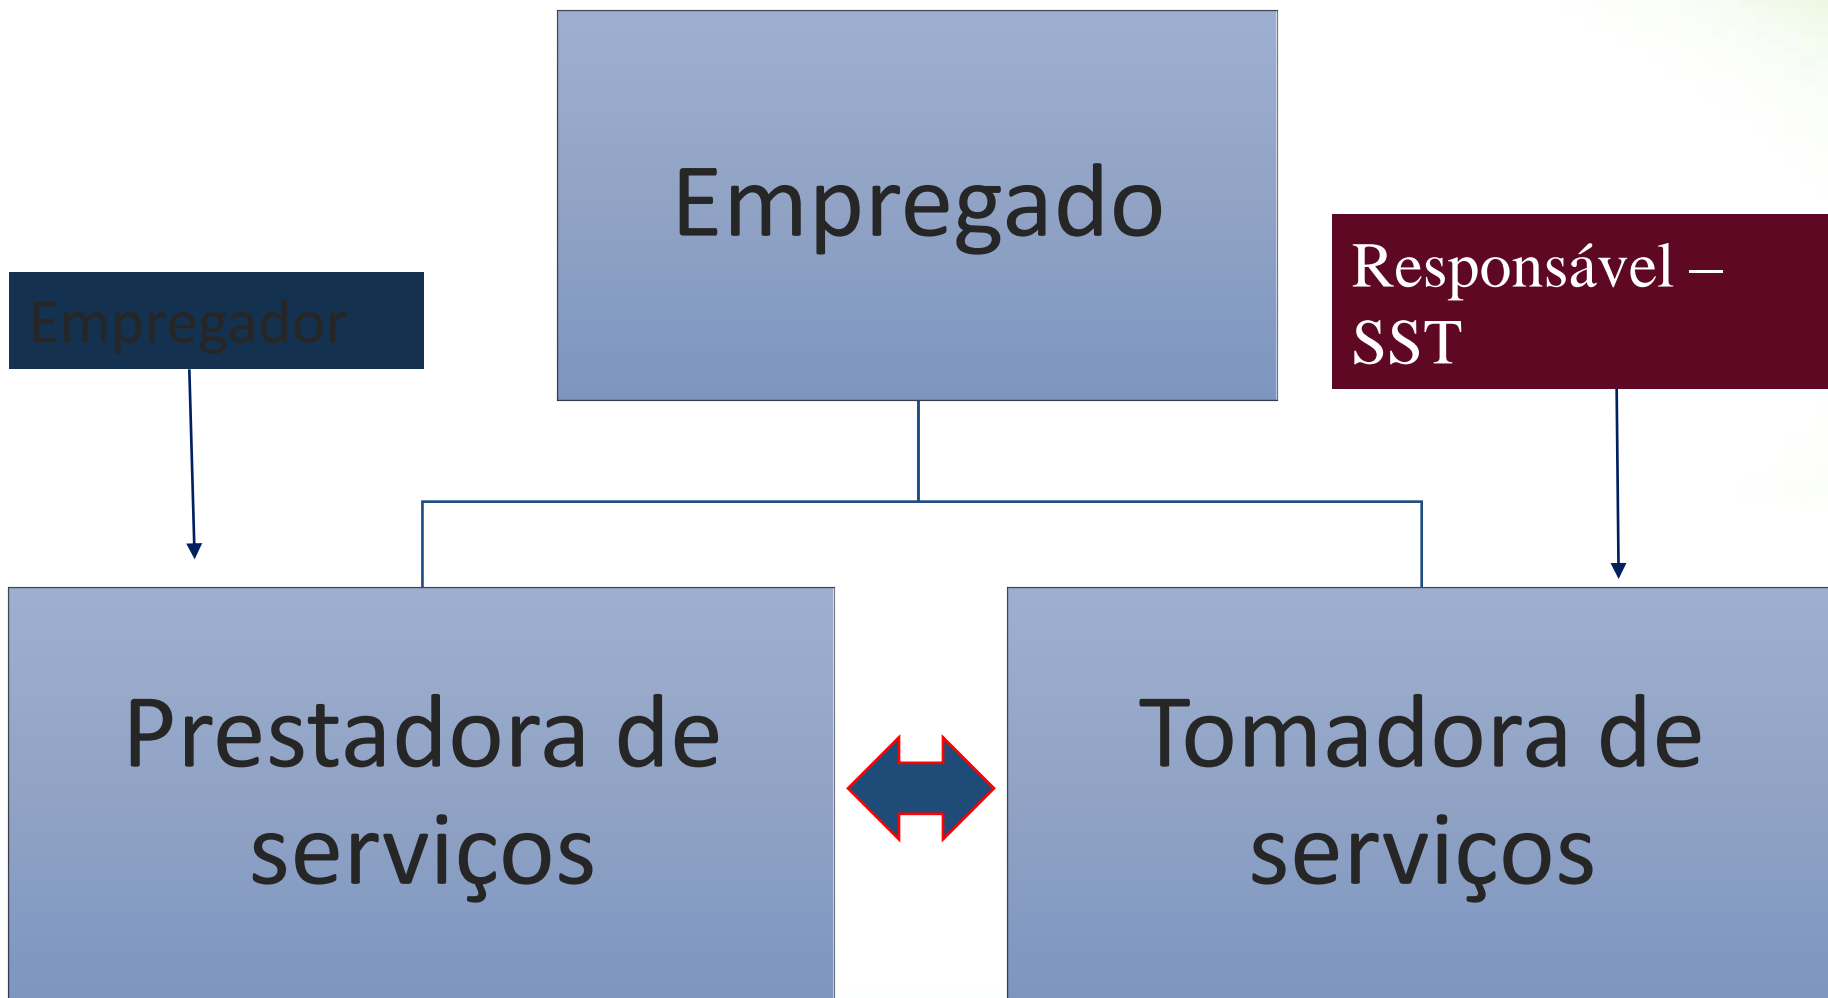 Empregado
Empregador
Responsável –
SST
Prestadora de
serviços
Tomadora de
serviços